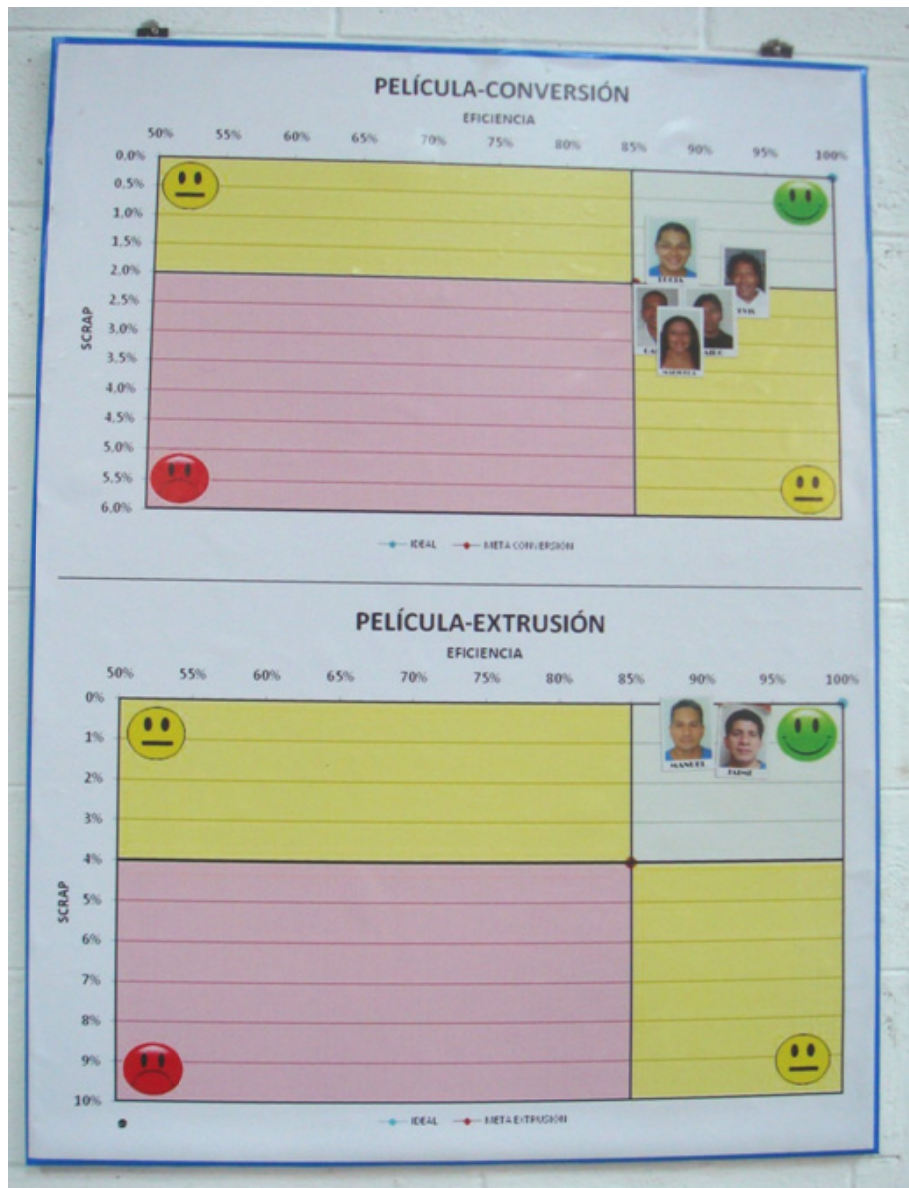 PELÍCULA-CONVERSIÓN
EFICIENCIA
50% 55% 60% 65% 70% 75% 80% 85% 90% 95% 100%
0.0%
0.5%
1.0%
1.5%
2.0%
2.5%
3.0%
3.5%
4.0%
4.5%
5.0%
5.5%
6.0%
SCRAP
LUCIA
IDEAL META CONVERSIÓN
PELÍCULA-EXTRUSIÓN
EFICIENCIA
50% 55% 60% 65% 70% 75% 80% 85% 90% 95% 100%
0%
1%
2%
3%
4%
5%
6%
7%
8%
9%
10%
SCRAP
MANUEL
IDEAL META EXTRUSIÓN